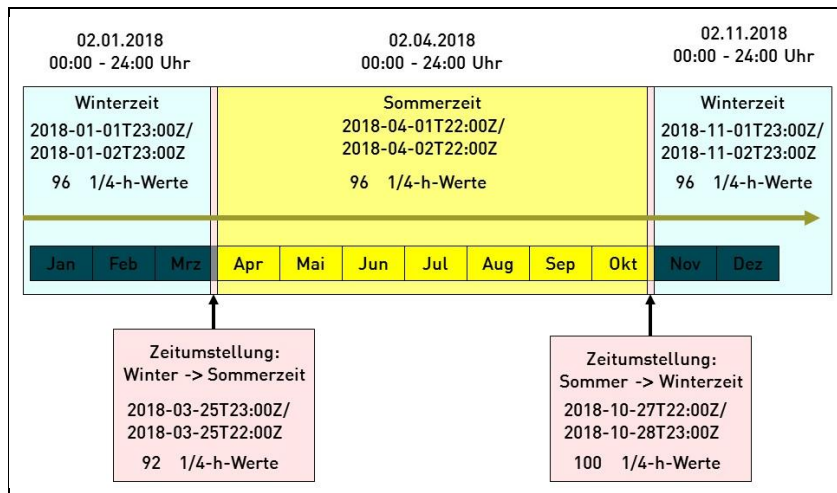 02.01.2018
00:00 - 24:00 Uhr
02.04.2018
00:00 - 24:00 Uhr
02.11.2018
00:00 - 24:00 Uhr
Winterzeit
2018-01-01T23:00Z/
2018-01-02T23:00Z
96 1/4-h-Werte
Sommerzeit
2018-04-01T22:00Z/
2018-04-02T22:00Z
96 1/4-h-Werte
Winterzeit
2018-11-01T23:00Z/
2018-11-02T23:00Z
96 1/4-h-Werte
Jan Feb Mrz Apr Mai Jun Jul Aug Sep Okt Nov Dez
Zeitumstellung:
Winter -> Sommerzeit
2018-03-25T23:00Z/
2018-03-25T22:00Z
92 1/4-h-Werte
Zeitumstellung:
Sommer -> Winterzeit
2018-10-27T22:00Z/
2018-10-28T23:00Z
100 1/4-h-Werte